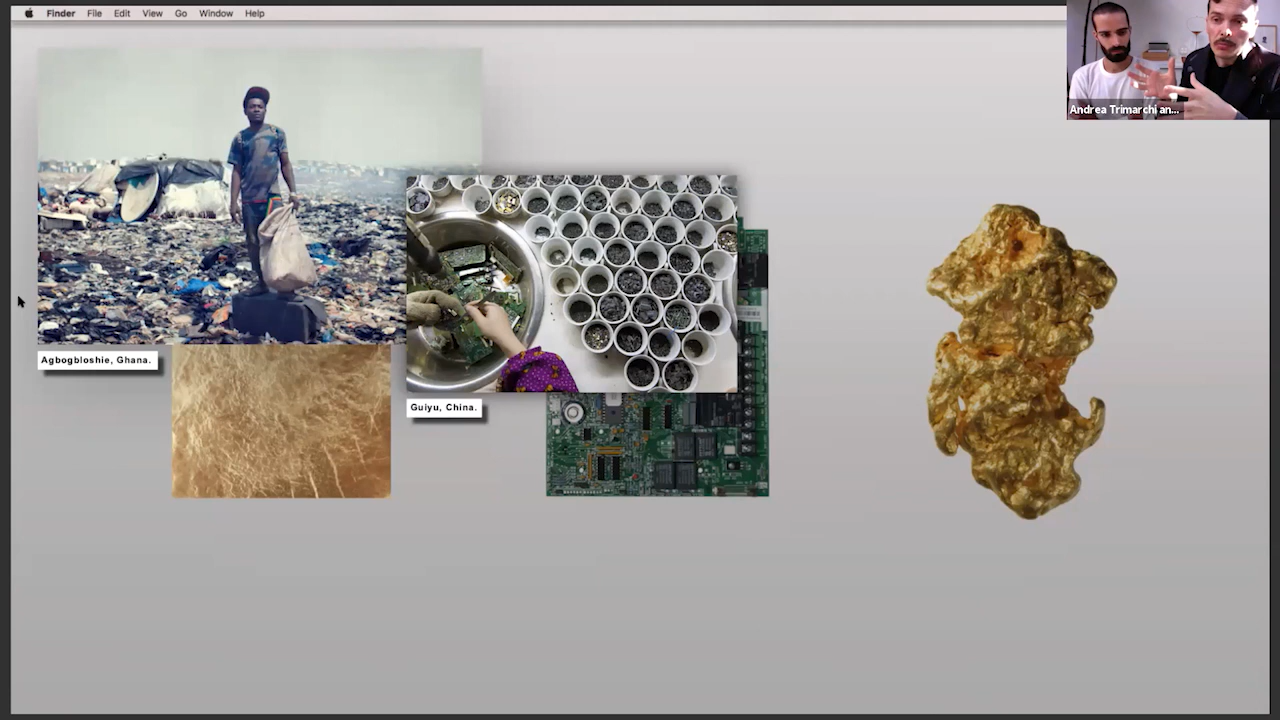 Finder File Edit View Go Window Help
Andrea Trimarchi an...
Agbogbloshie, Ghana.
Guiyu, China.